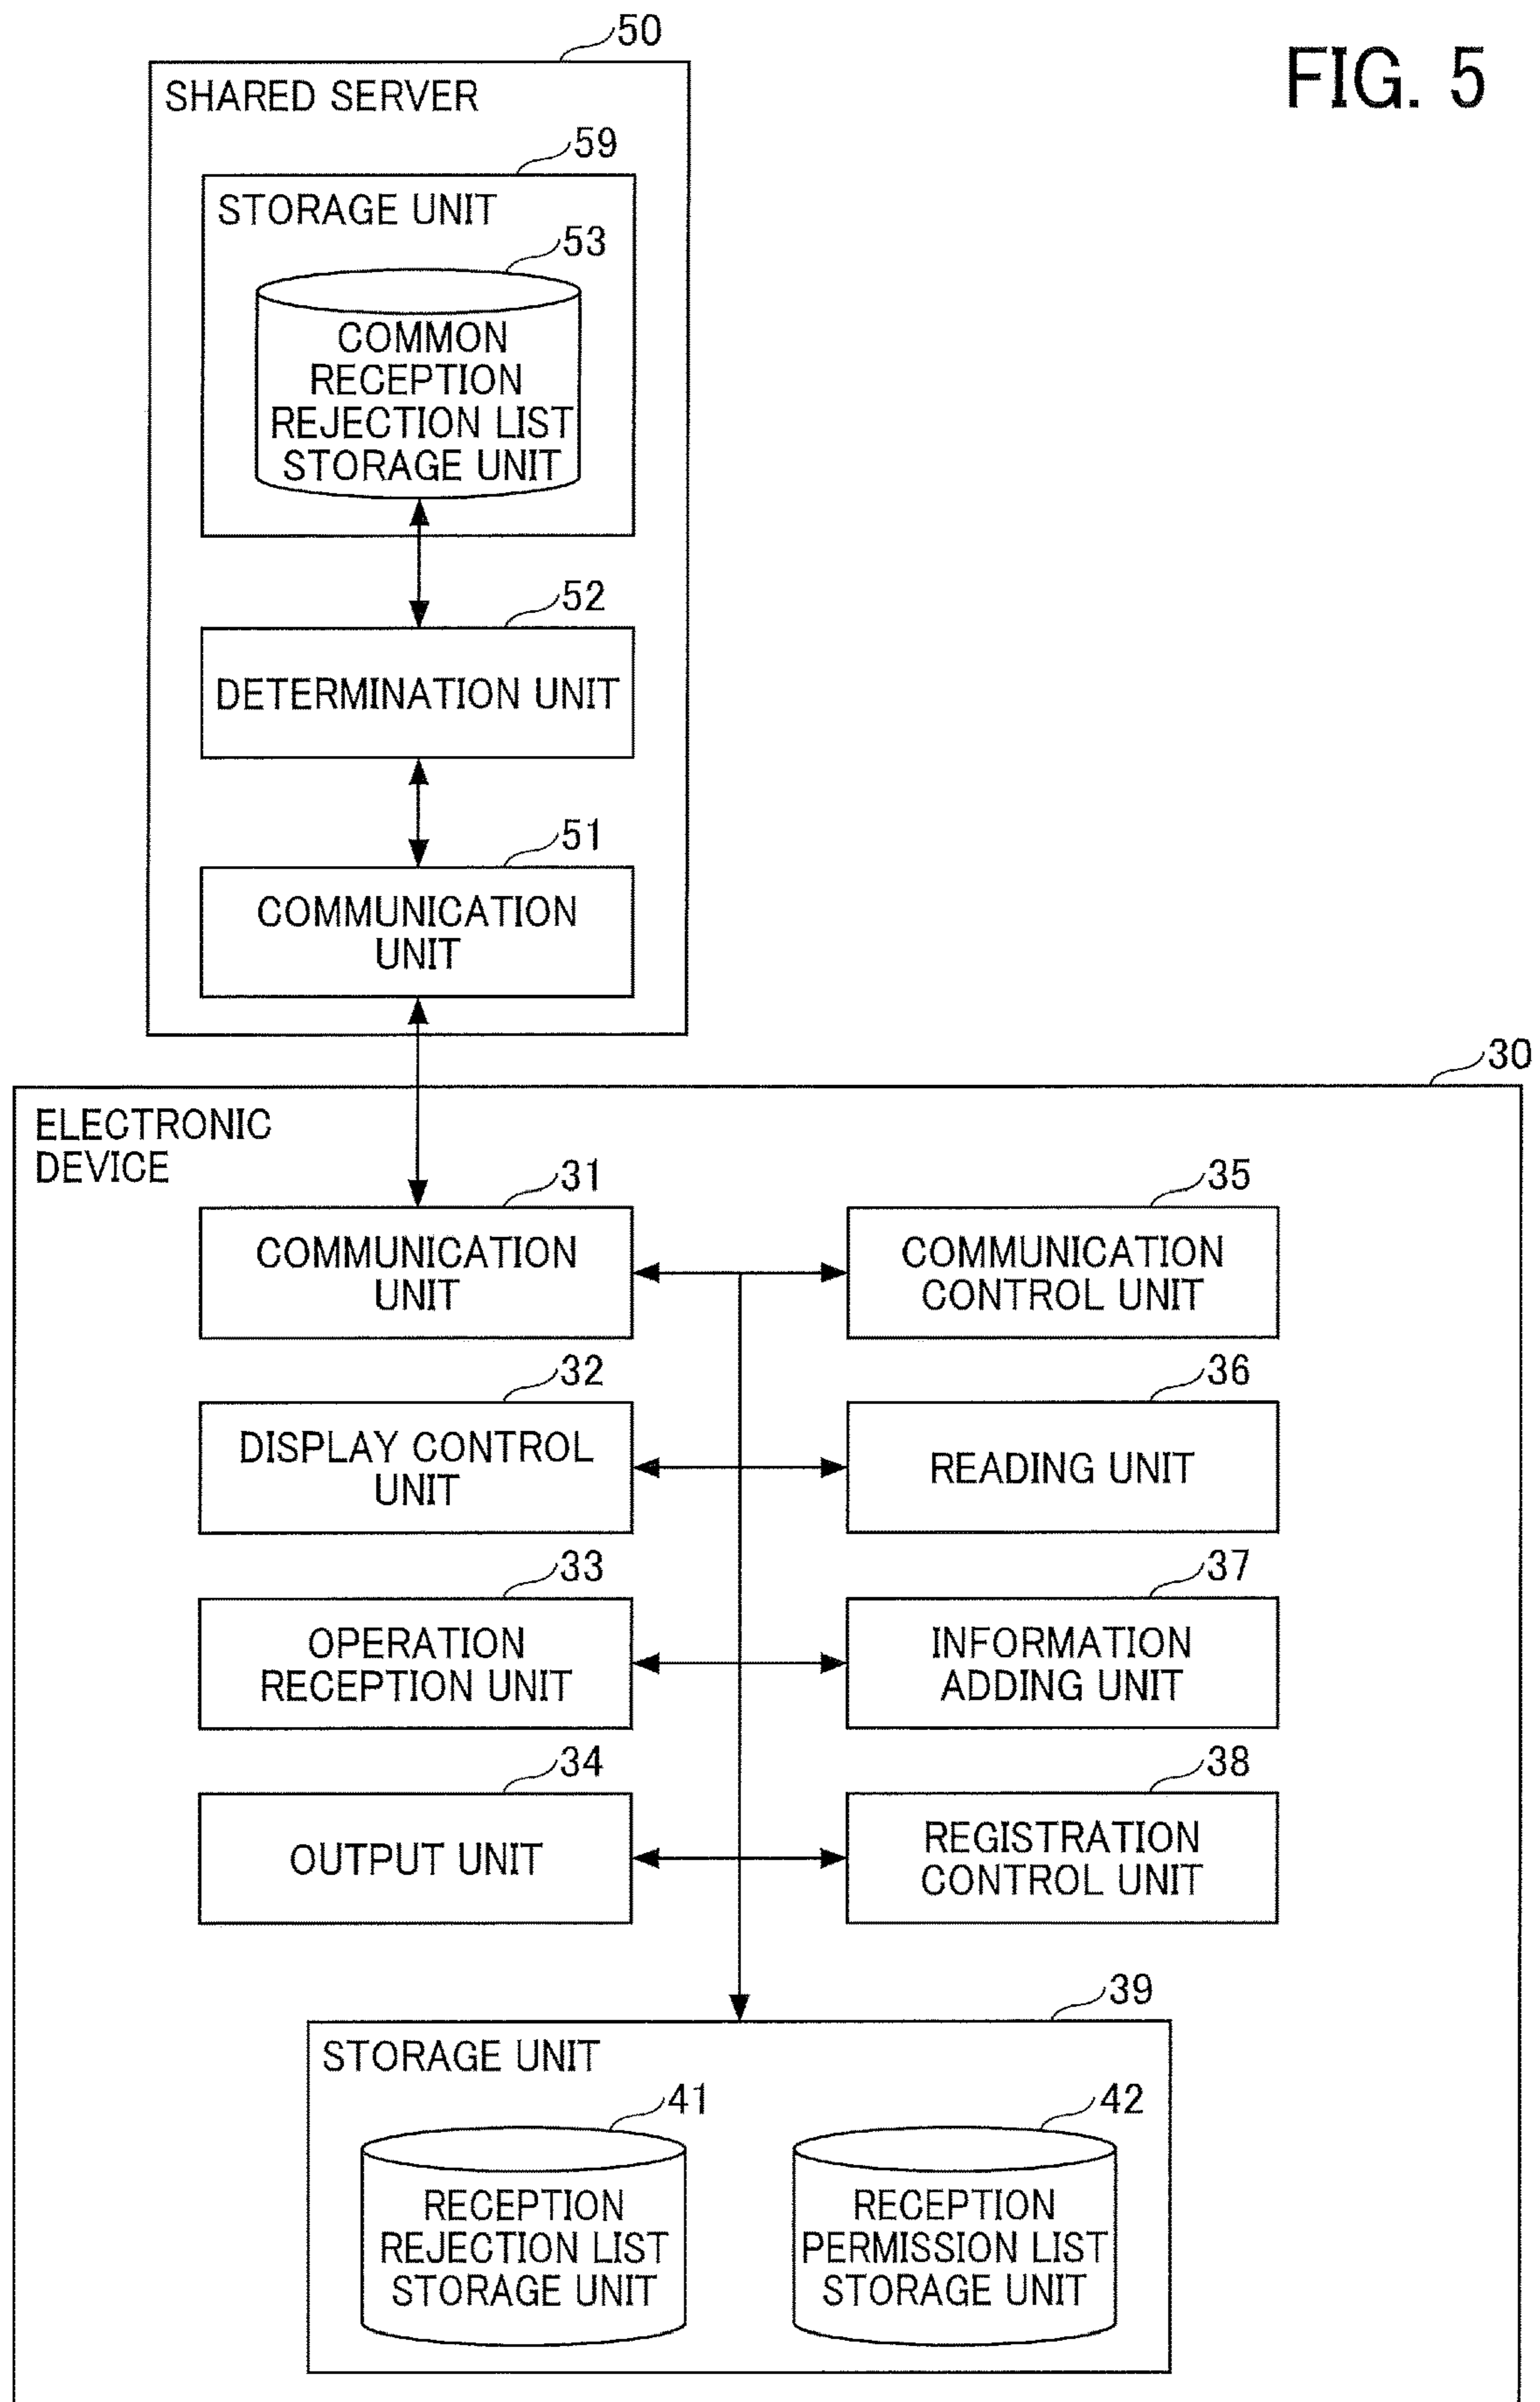 FIG. 5
50
SHARED SERVER
59
STORAGE UNIT
53
COMMON
RECEPTION
REJECTION LIST
STORAGE UNIT
52
DETERMINATION UNIT
51
COMMUNICATION
UNIT
30
ELECTRONIC
DEVICE
31
COMMUNICATION
UNIT
35
COMMUNICATION
CONTROL UNIT
32
DISPLAY CONTROL
UNIT
36
READING UNIT
33
OPERATION
RECEPTION UNIT
37
INFORMATION
ADDING UNIT
34
OUTPUT UNIT
38
REGISTRATION
CONTROL UNIT
39
STORAGE UNIT
41
RECEPTION
REJECTION LIST
STORAGE UNIT
42
RECEPTION
PERMISSION LIST
STORAGE UNIT